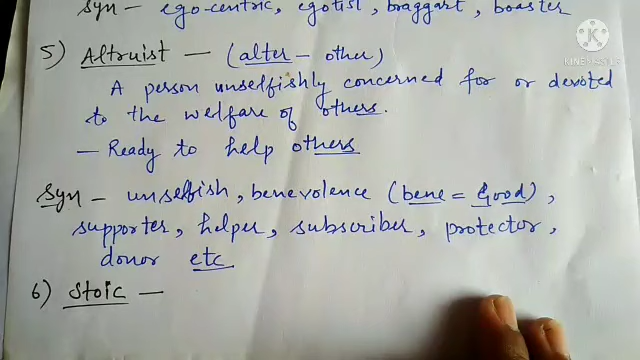 Syn - ego-centric, egotist, braggart, boaster
5) Altruist - (alter - other)
A person unselfishly concerned for or devoted
to the welfare of others.
- Ready to help others
Syn - unselfish, benevolence (bene = Good),
supporter, helper, subscriber, protector,
donor etc
6) Stoic -
KINEMASTER